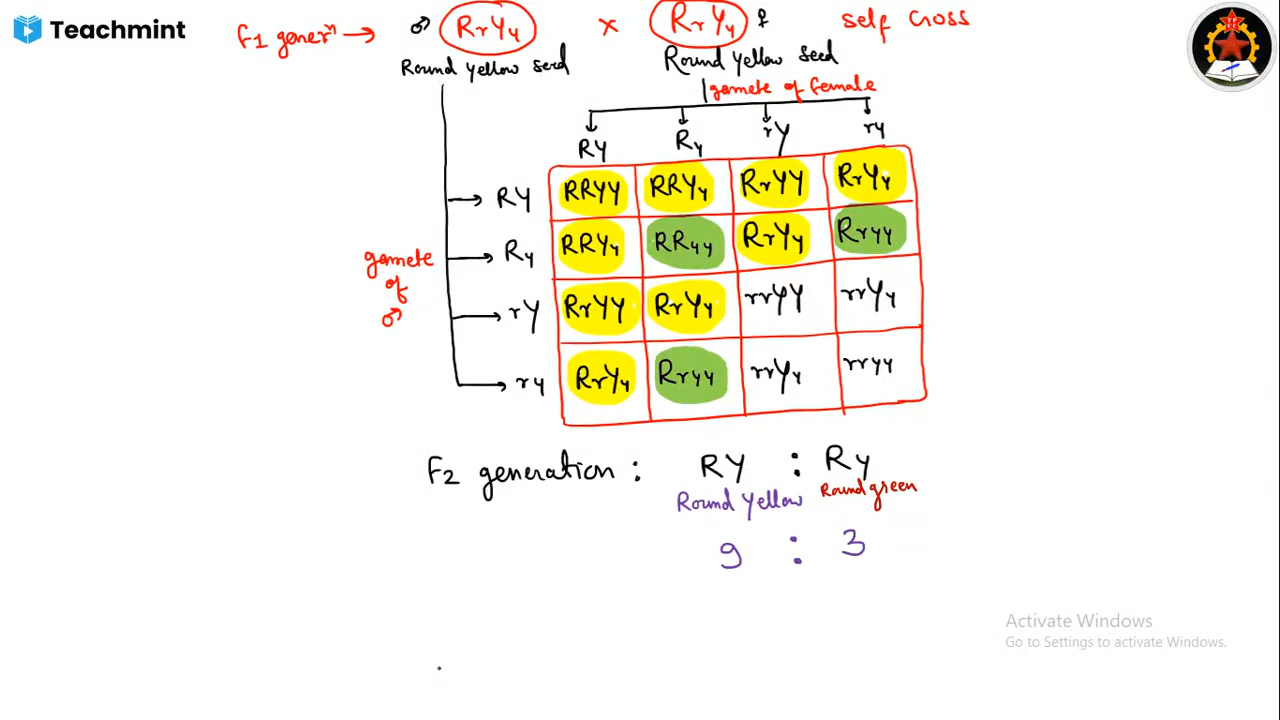 Teachmint
F1 generⁿ → ♂ RrYy × RrYy ♀ self cross
Round yellow seed Round yellow seed
gamete of female
RY Ry rY ry
RY RRYY RRYy RrYY RrYy
Ry RRYy RRyy RrYy Rryy
gamete of ♂
rY RrYY RrYy rrYY rrYy
ry RrYy Rryy rrYy rryy
F2 generation : RY : Ry
Round Yellow Round green
9 : 3
Activate Windows
Go to Settings to activate Windows.